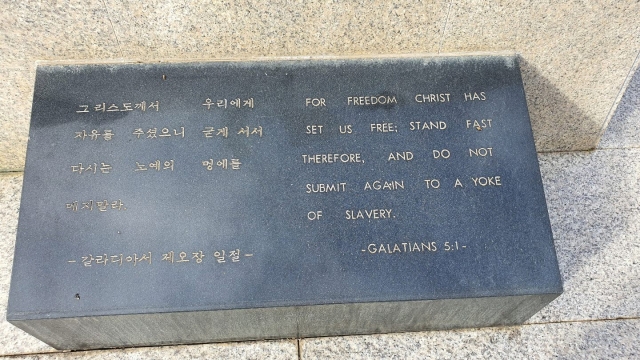 그리스도께서 우리에게
자유를 주셨으니 굳게 서서
다시는 노예의 멍에를
메지말라.
-갈라디아서 제오장 일절-
FOR FREEDOM CHRIST HAS
SET US FREE; STAND FAST
THEREFORE, AND DO NOT
SUBMIT AGAIN TO A YOKE
OF SLAVERY.
-GALATIANS 5:1-